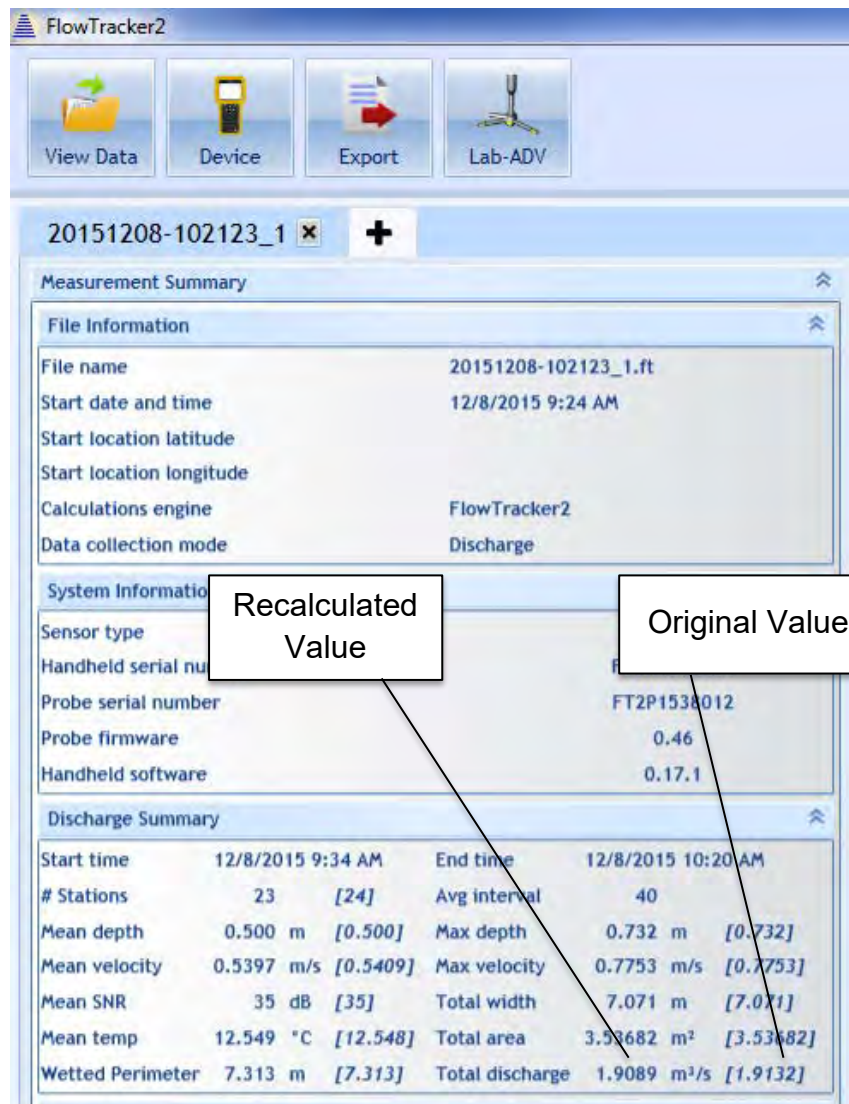 FlowTracker2
View Data Device Export Lab-ADV
20151208-102123_1
Measurement Summary
File Information
File name 20151208-102123_1.ft
Start date and time 12/8/2015 9:24 AM
Start location latitude
Start location longitude
Calculations engine FlowTracker2
Data collection mode Discharge
System Informatio
Recalculated
Value
Original Value
Sensor type
Handheld serial nu F
Probe serial number FT2P1538012
Probe firmware 0.46
Handheld software 0.17.1
Discharge Summary
Start time 12/8/2015 9:34 AM End time 12/8/2015 10:20 AM
# Stations 23 [24] Avg interval 40
Mean depth 0.500 m [0.500] Max depth 0.732 m [0.732]
Mean velocity 0.5397 m/s [0.5409] Max velocity 0.7753 m/s [0.7753]
Mean SNR 35 dB [35] Total width 7.071 m [7.071]
Mean temp 12.549 °C [12.548] Total area 3.53682 m² [3.53682]
Wetted Perimeter 7.313 m [7.313] Total discharge 1.9089 m³/s [1.9132]